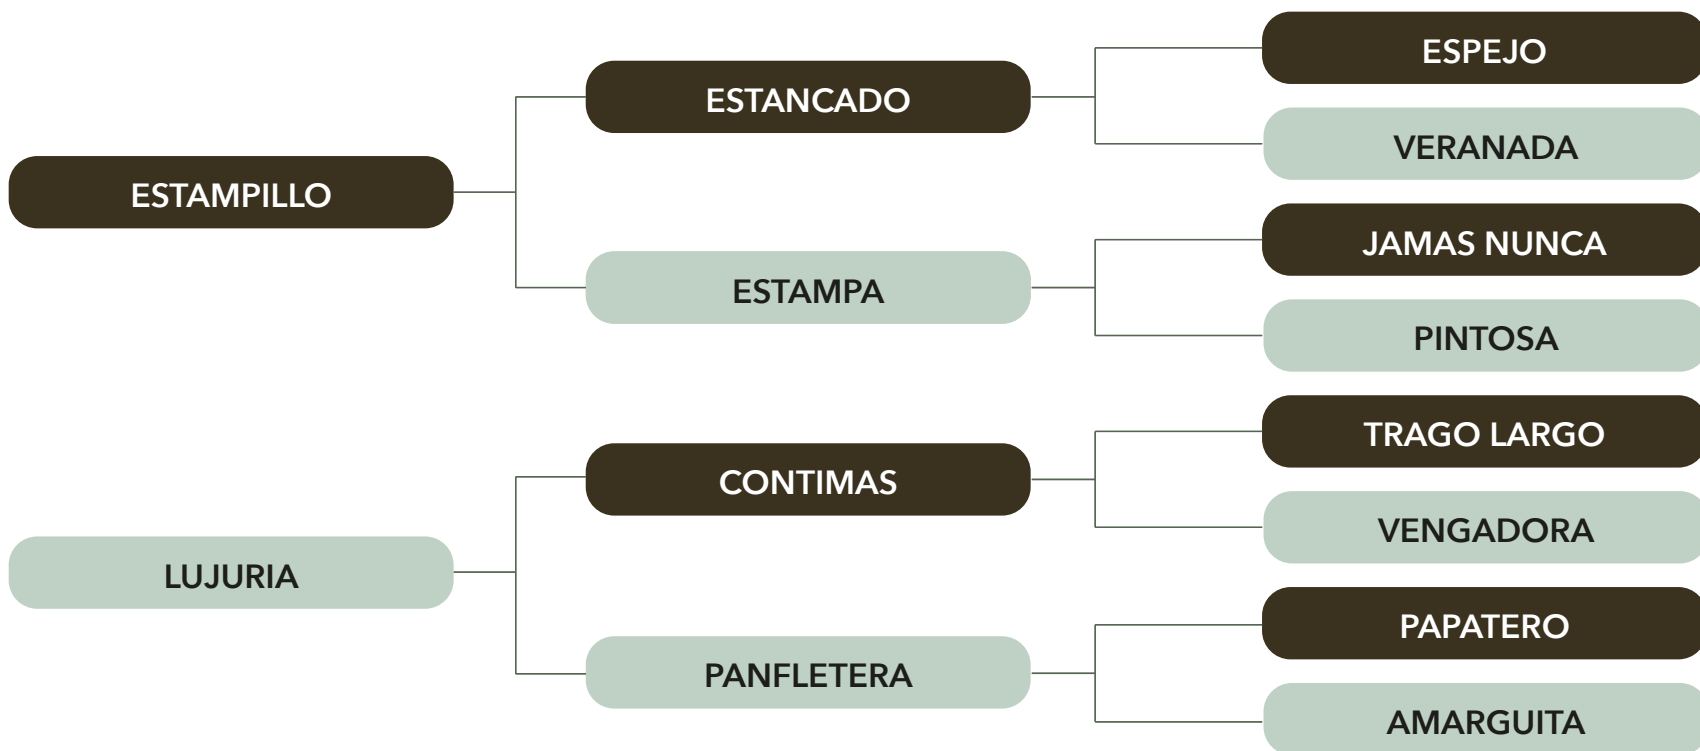 ESPEJO
ESTANCADO
VERANADA
ESTAMPILLO
JAMAS NUNCA
ESTAMPA
PINTOSA
TRAGO LARGO
CONTIMAS
VENGADORA
LUJURIA
PAPATERO
PANFLETERA
AMARGUITA